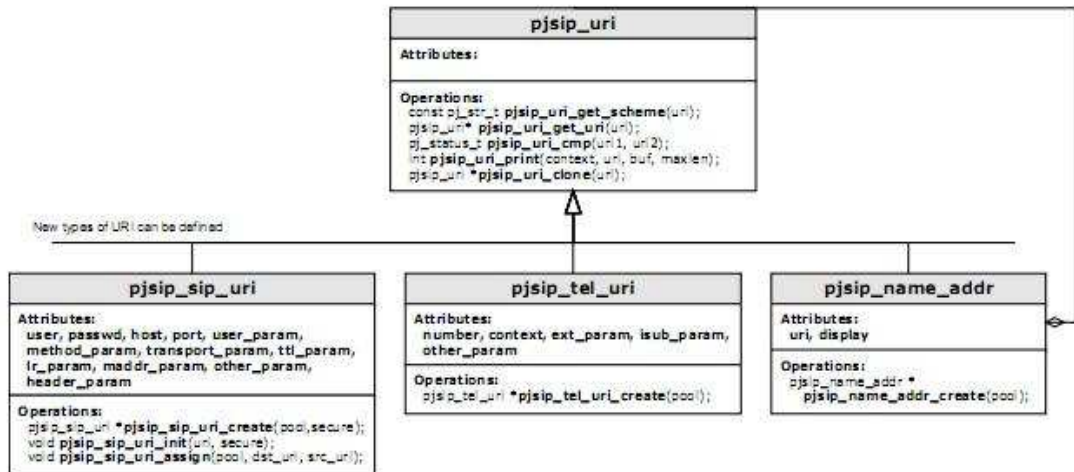 pjsip_uri
Attributes:
Operations:
const pj_str_t pjsip_uri_get_scheme(uri);
pjsip_uri* pjsip_uri_get_uri(uri);
pj_status_t pjsip_uri_cmp(uri1, uri2);
int pjsip_uri_print(context, uri, buf, maxlen);
pjsip_uri *pjsip_uri_clone(uri);
New types of URI can be defined
pjsip_sip_uri
Attributes:
user, passwd, host, port, user_param,
method_param, transport_param, ttl_param,
lr_param, maddr_param, other_param,
header_param
Operations:
pjsip_sip_uri *pjsip_sip_uri_create(pool,secure);
void pjsip_sip_uri_init(uri, secure);
void pjsip_sip_uri_assign(pool, dst_uri, src_uri);
pjsip_tel_uri
Attributes:
number, context, ext_param, isub_param,
other_param
Operations:
pjsip_tel_uri *pjsip_tel_uri_create(pool);
pjsip_name_addr
Attributes:
uri, display
Operations:
pjsip_name_addr *
pjsip_name_addr_create(pool);